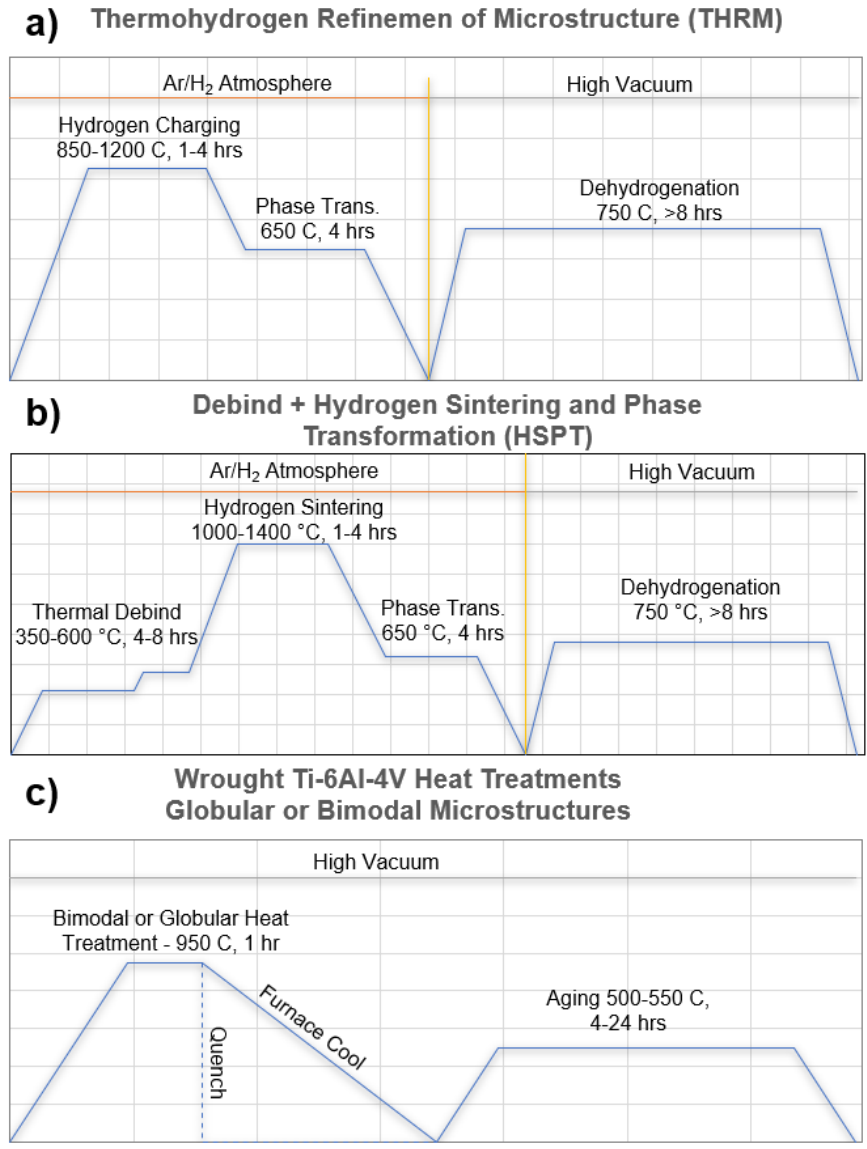 a)
Thermohydrogen Refinemen of Microstructure (THRM)
Ar/H₂ Atmosphere
High Vacuum
Hydrogen Charging
850-1200 C, 1-4 hrs
Phase Trans.
650 C, 4 hrs
Dehydrogenation
750 C, >8 hrs
b)
Debind + Hydrogen Sintering and Phase
Transformation (HSPT)
Ar/H₂ Atmosphere
High Vacuum
Hydrogen Sintering
1000-1400 °C, 1-4 hrs
Thermal Debind
350-600 °C, 4-8 hrs
Phase Trans.
650 °C, 4 hrs
Dehydrogenation
750 °C, >8 hrs
c)
Wrought Ti-6Al-4V Heat Treatments
Globular or Bimodal Microstructures
High Vacuum
Bimodal or Globular Heat
Treatment - 950 C, 1 hr
Quench
Furnace Cool
Aging 500-550 C,
4-24 hrs